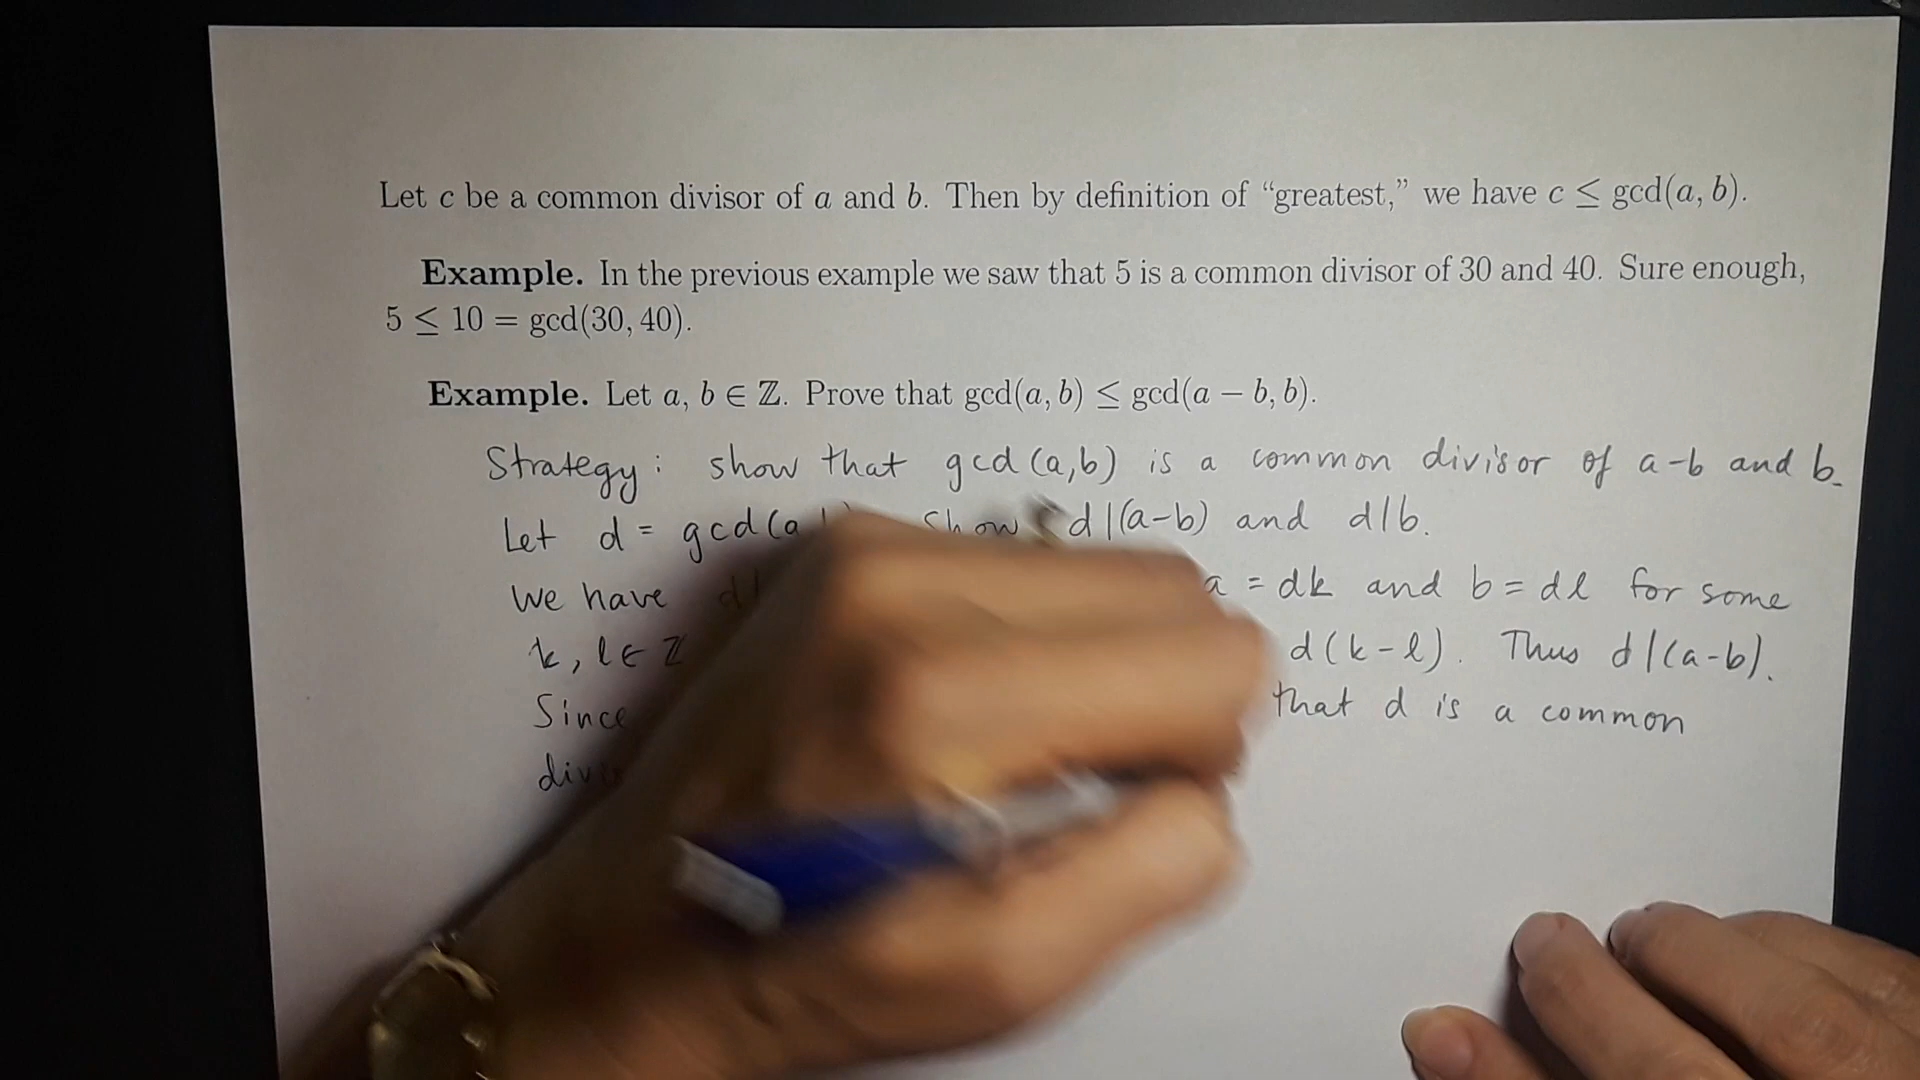 Let c be a common divisor of a and b. Then by definition of “greatest,” we have c ≤ gcd(a, b).
Example. In the previous example we saw that 5 is a common divisor of 30 and 40. Sure enough,
5 ≤ 10 = gcd(30, 40).
Example. Let a, b ∈ ℤ. Prove that gcd(a, b) ≤ gcd(a − b, b).
Strategy: show that gcd(a,b) is a common divisor of a-b and b.
Let d = gcd(a show d|(a-b) and d|b.
We have a = dk and b = dl for some
k, l ∈ ℤ d(k-l). Thus d|(a-b).
Since that d is a common